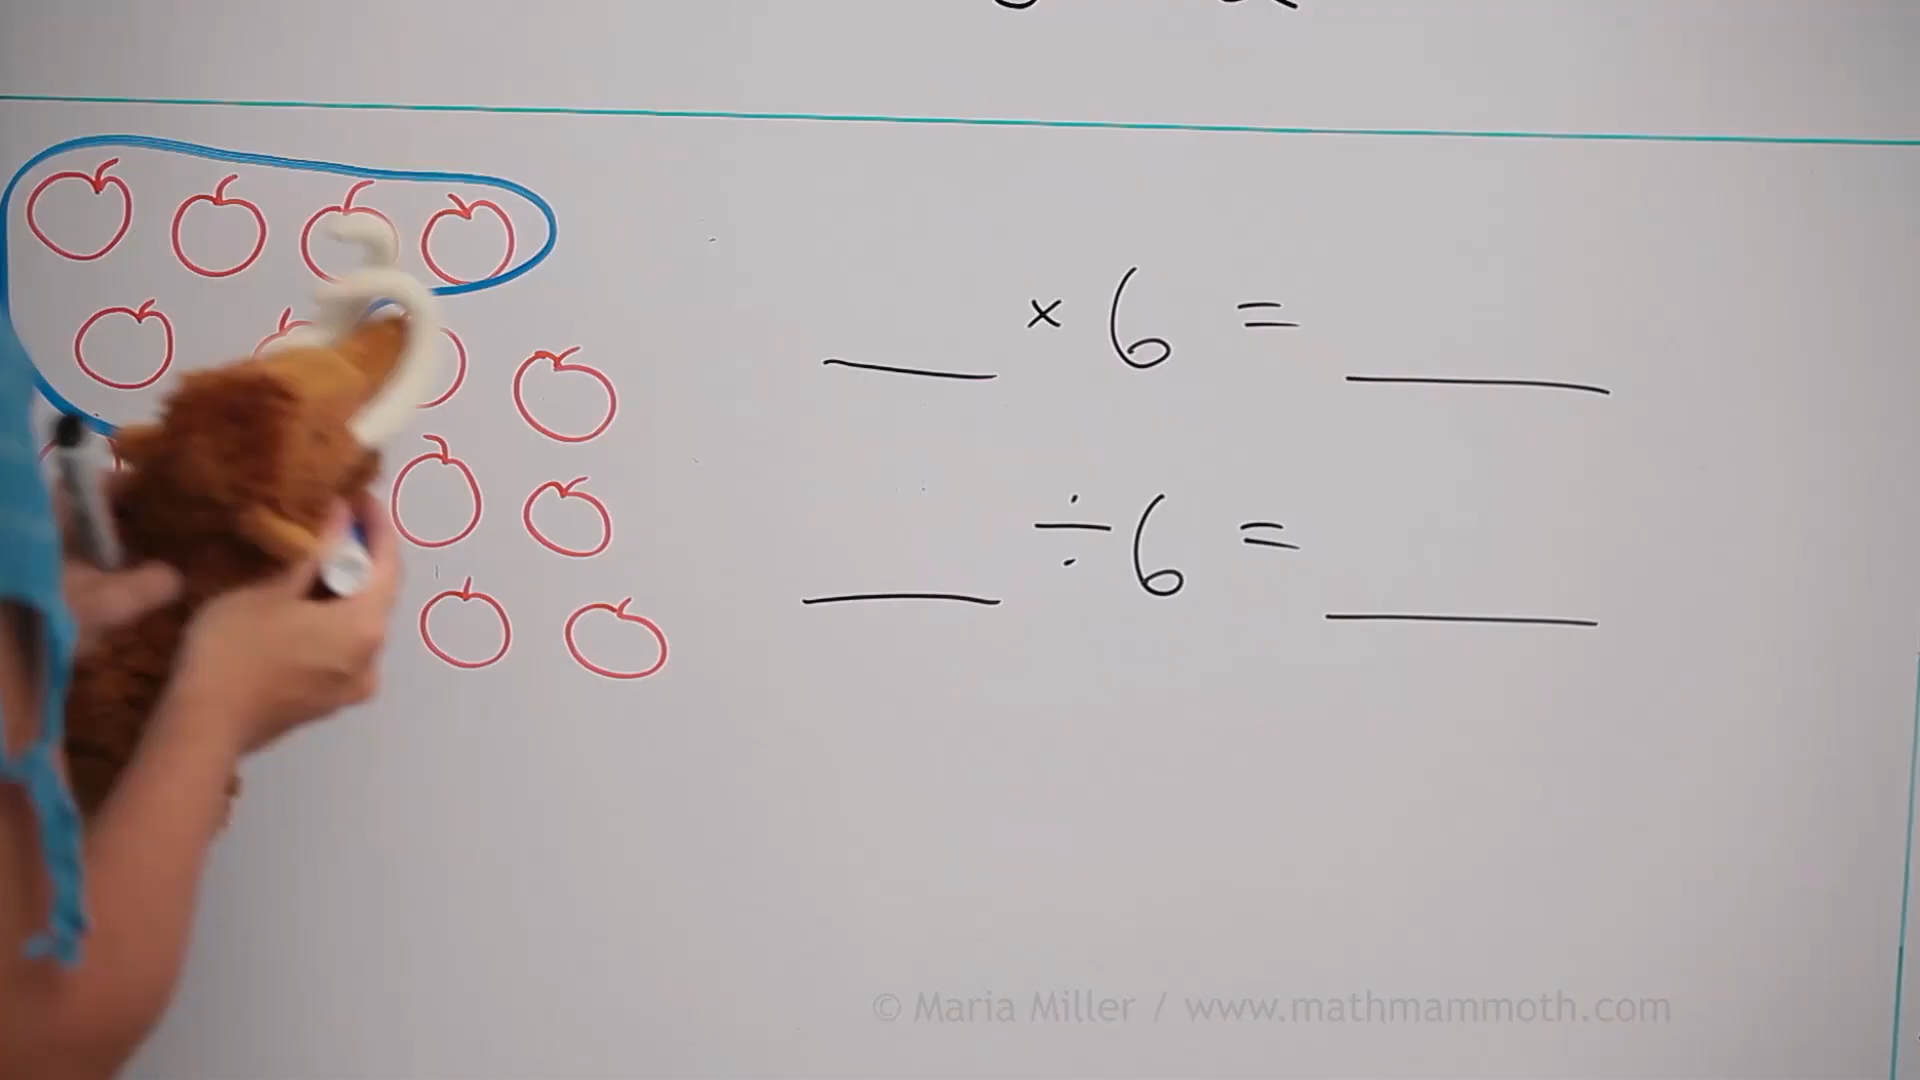 ___ × 6 = ___
___ ÷ 6 = ___
© Maria Miller / www.mathmammoth.com